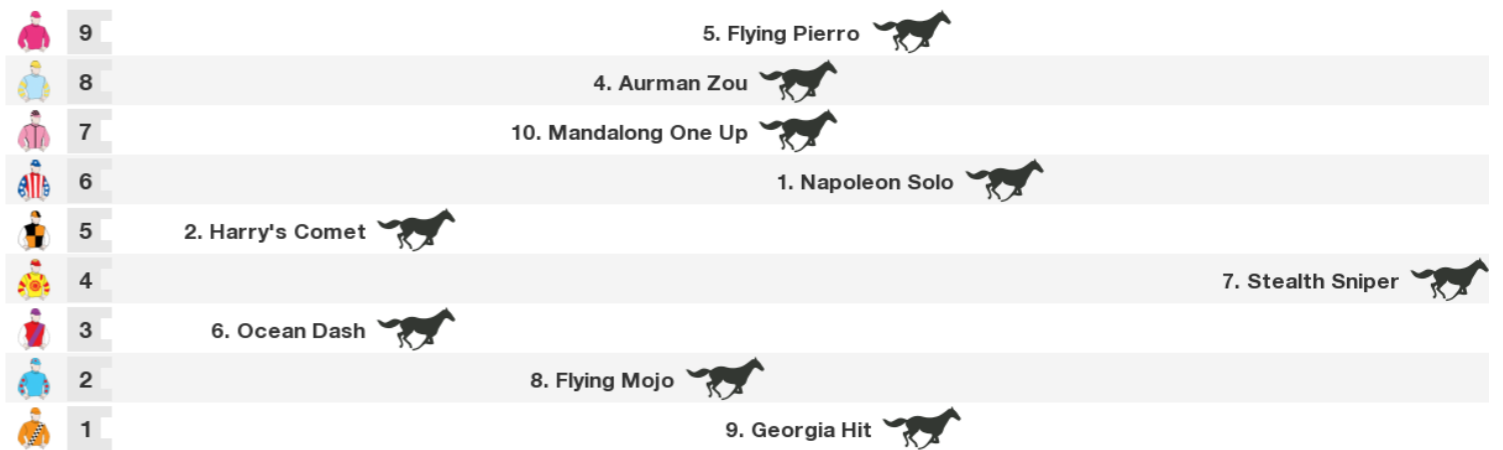 9 5. Flying Pierro
8 4. Aurman Zou
7 10. Mandalong One Up
6 1. Napoleon Solo
5 2. Harry's Comet
4 7. Stealth Sniper
3 6. Ocean Dash
2 8. Flying Mojo
1 9. Georgia Hit